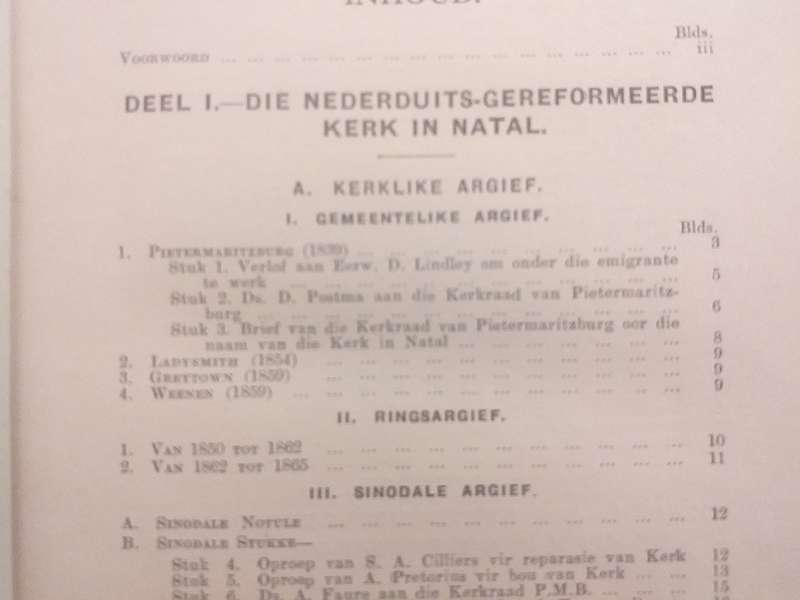 INHOUD.
Blds.
VOORWOORD ... ... ... ... ... ... ... ... ... ... ... ... ... ... ... iii
DEEL I.—DIE NEDERDUITS-GEREFORMEERDE
KERK IN NATAL.
A. KERKLIKE ARGIEF.
I. GEMEENTELIKE ARGIEF.
Blds.
1. PIETERMARITZBURG (1839) ... ... ... ... ... ... ... ... ... ... 3
Stuk 1. Verlof aan Eerw. D. Lindley om onder die emigrante
te werk ... ... ... ... ... ... ... ... ... ... ... ... 5
Stuk 2. Ds. D. Postma aan die Kerkraad van Pietermaritz-
burg ... ... ... ... ... ... ... ... ... ... ... ... 6
Stuk 3. Brief van die Kerkraad van Pietermaritzburg oor die
naam van die Kerk in Natal ... ... ... ... ... ... ... 8
2. LADYSMITH (1854) ... ... ... ... ... ... ... ... ... ... ... 9
3. GREYTOWN (1859) ... ... ... ... ... ... ... ... ... ... ... 9
4. WEENEN (1859) ... ... ... ... ... ... ... ... ... ... ... ... 9
II. RINGSARGIEF.
1. VAN 1850 TOT 1862 ... ... ... ... ... ... ... ... ... ... ... 10
2. VAN 1862 TOT 1865 ... ... ... ... ... ... ... ... ... ... ... 11
III. SINODALE ARGIEF.
A. SINODALE NOTULE ... ... ... ... ... ... ... ... ... ... ... 12
B. SINODALE STUKKE—
Stuk 4. Oproep van S. A. Cilliers vir reparasie van Kerk 12
Stuk 5. Oproep van A. Pretorius vir bou van Kerk ... ... ... 13
Stuk 6. Ds. A. Faure aan die Kerkraad P.M.B. ... ... ... ... 15